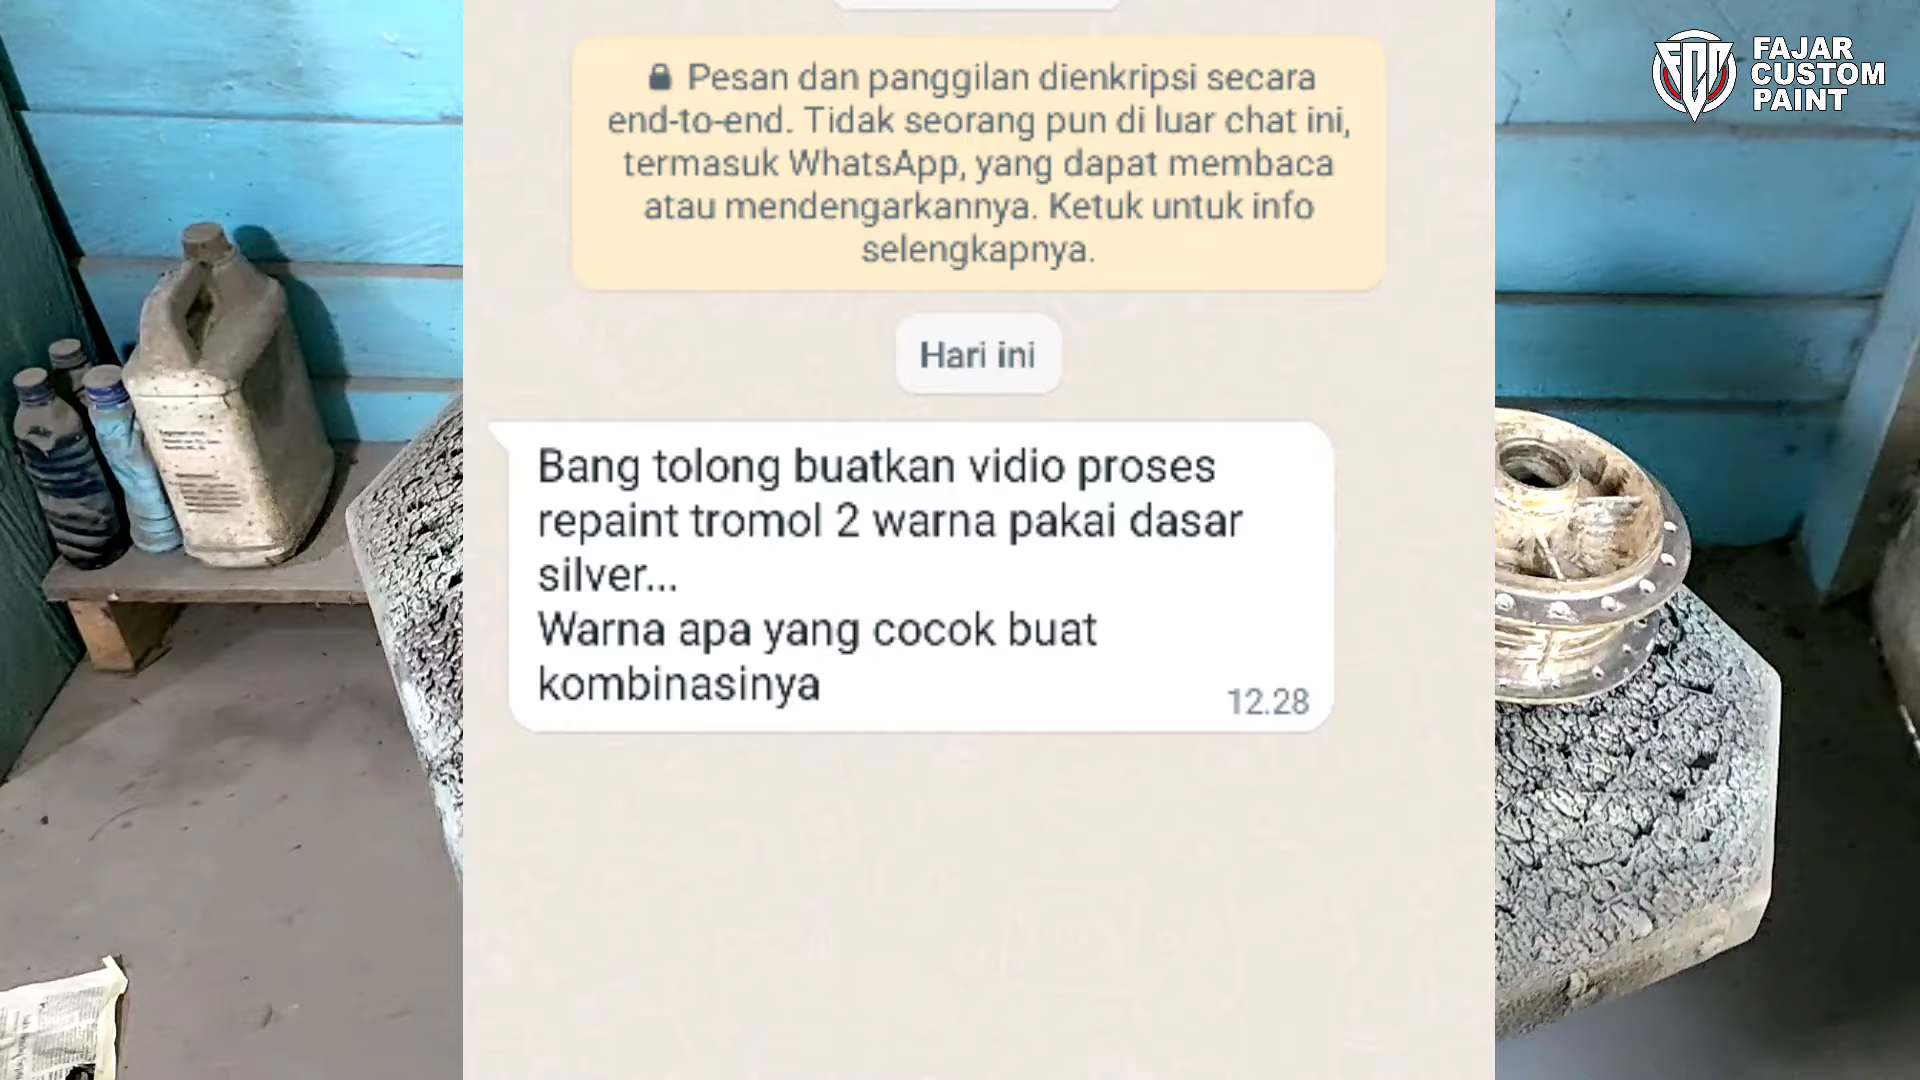 Pesan dan panggilan dienkripsi secara
end-to-end. Tidak seorang pun di luar chat ini,
termasuk WhatsApp, yang dapat membaca
atau mendengarkannya. Ketuk untuk info
selengkapnya.
Hari ini
Bang tolong buatkan vidio proses
repaint tromol 2 warna pakai dasar
silver...
Warna apa yang cocok buat
kombinasinya
12.28
FAJAR
CUSTOM
PAINT